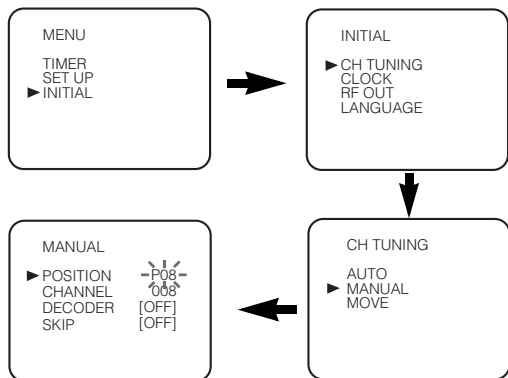 MENU
TIMER
SET UP
INITIAL
INITIAL
CH TUNING
CLOCK
RF OUT
LANGUAGE
CH TUNING
AUTO
MANUAL
MOVE
MANUAL
POSITION P08
CHANNEL 008
DECODER [OFF]
SKIP [OFF]